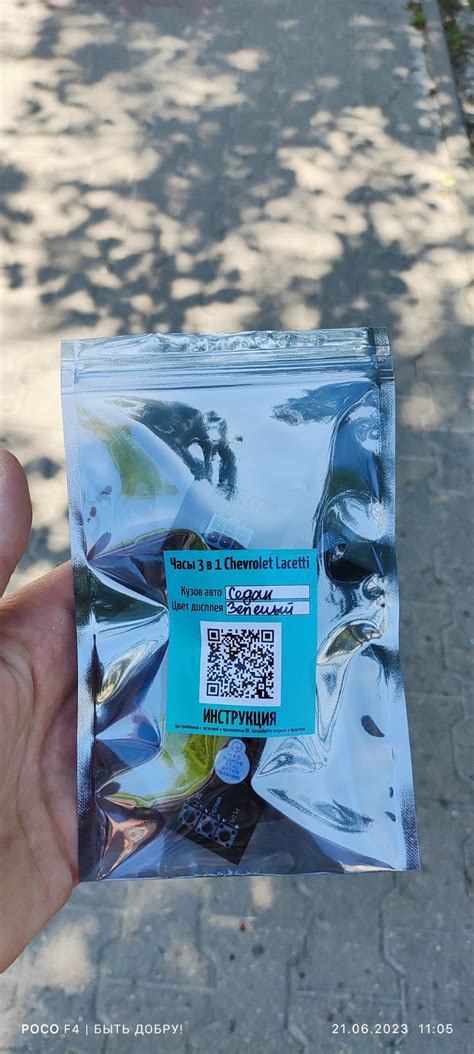 Часы 3 в 1 Chevrolet Lacetti
Кузов авто Седан
Цвет дисплея Зеленый
ИНСТРУКЦИЯ
POCO F4 | БЫТЬ ДОБРУ!
21.06.2023 11:05